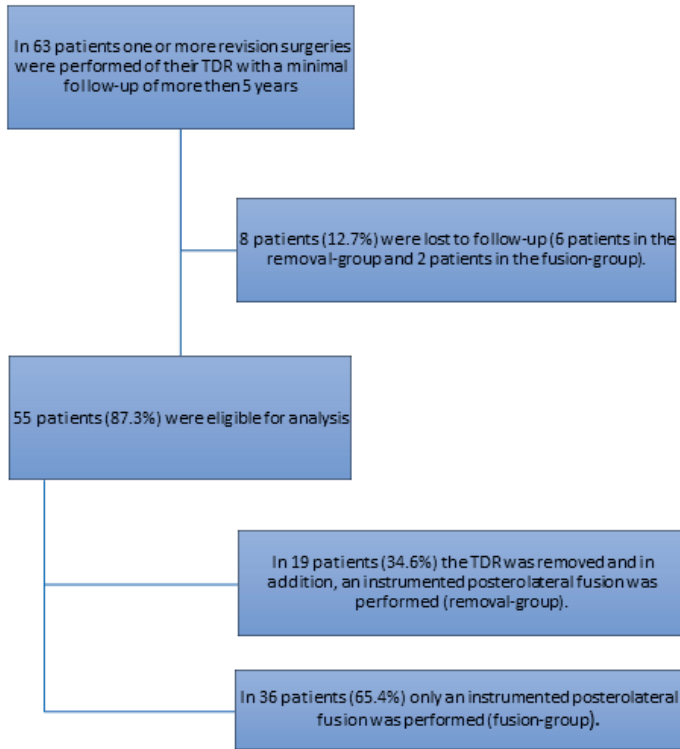 In 63 patients one or more revision surgeries
were performed of their TDR with a minimal
follow-up of more then 5 years
8 patients (12.7%) were lost to follow-up (6 patients in the
removal-group and 2 patients in the fusion-group).
55 patients (87.3%) were eligible for analysis
In 19 patients (34.6%) the TDR was removed and in
addition, an instrumented posterolateral fusion was
performed (removal-group).
In 36 patients (65.4%) only an instrumented posterolateral
fusion was performed (fusion-group).